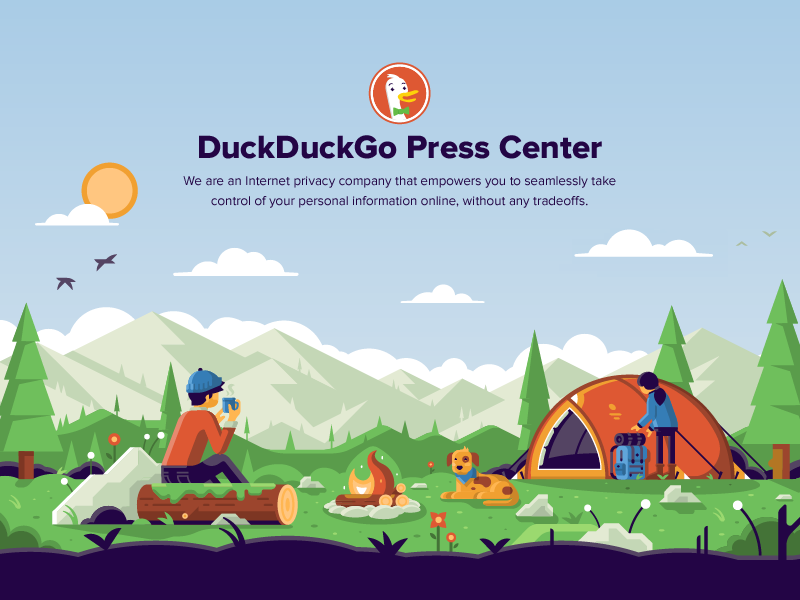 DuckDuckGo Press Center
We are an Internet privacy company that empowers you to seamlessly take
control of your personal information online, without any tradeoffs.